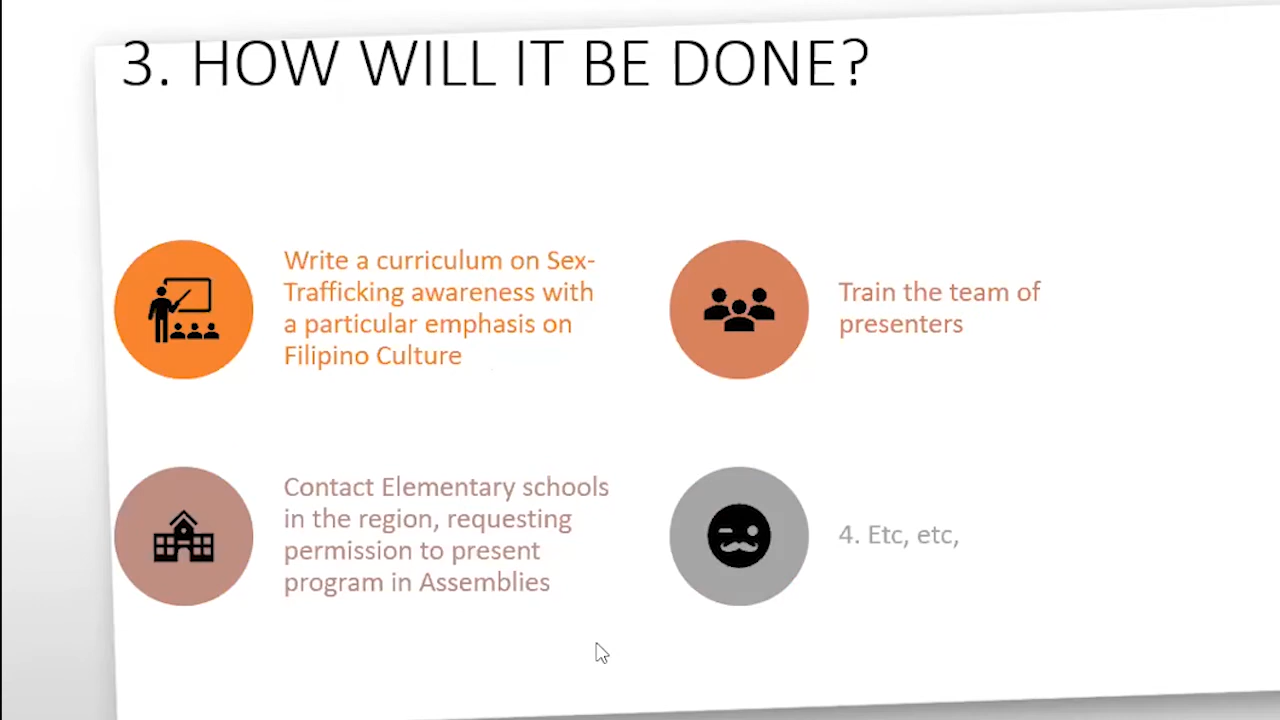 3. HOW WILL IT BE DONE?
Write a curriculum on Sex-
Trafficking awareness with
a particular emphasis on
Filipino Culture
Train the team of
presenters
Contact Elementary schools
in the region, requesting
permission to present
program in Assemblies
4. Etc, etc,